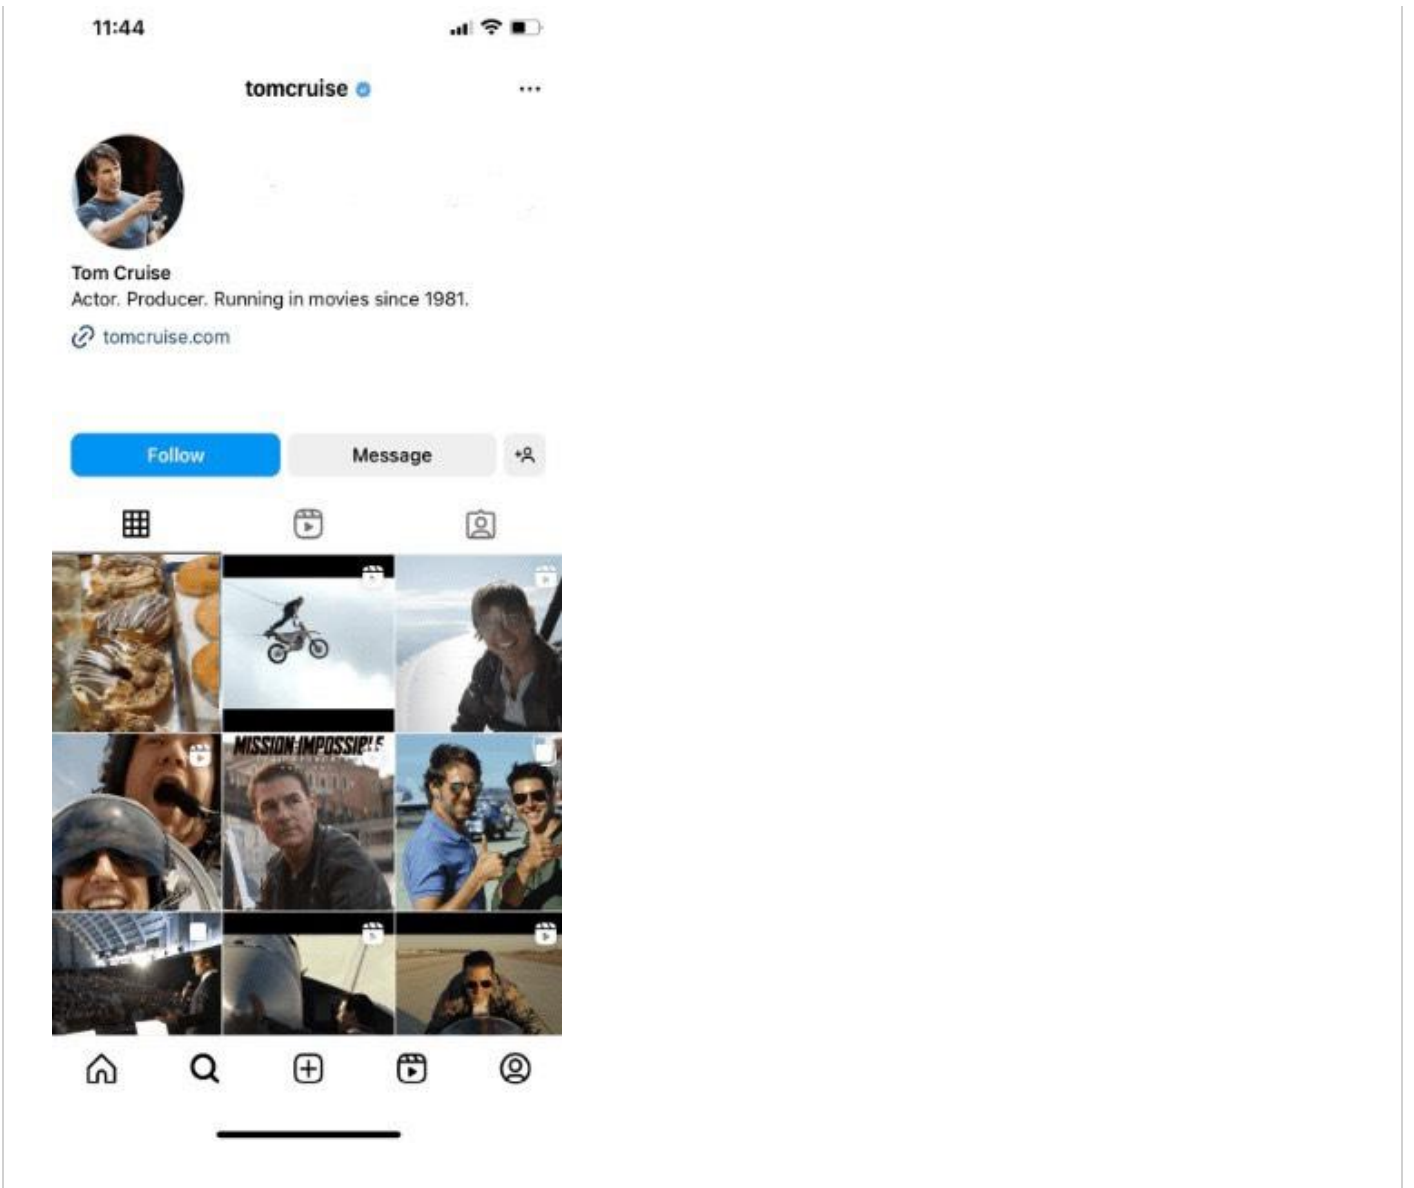 11:44
tomcruise
Tom Cruise
Actor. Producer. Running in movies since 1981.
tomcruise.com
Follow
Message
MISSION:IMPOSSIBLE